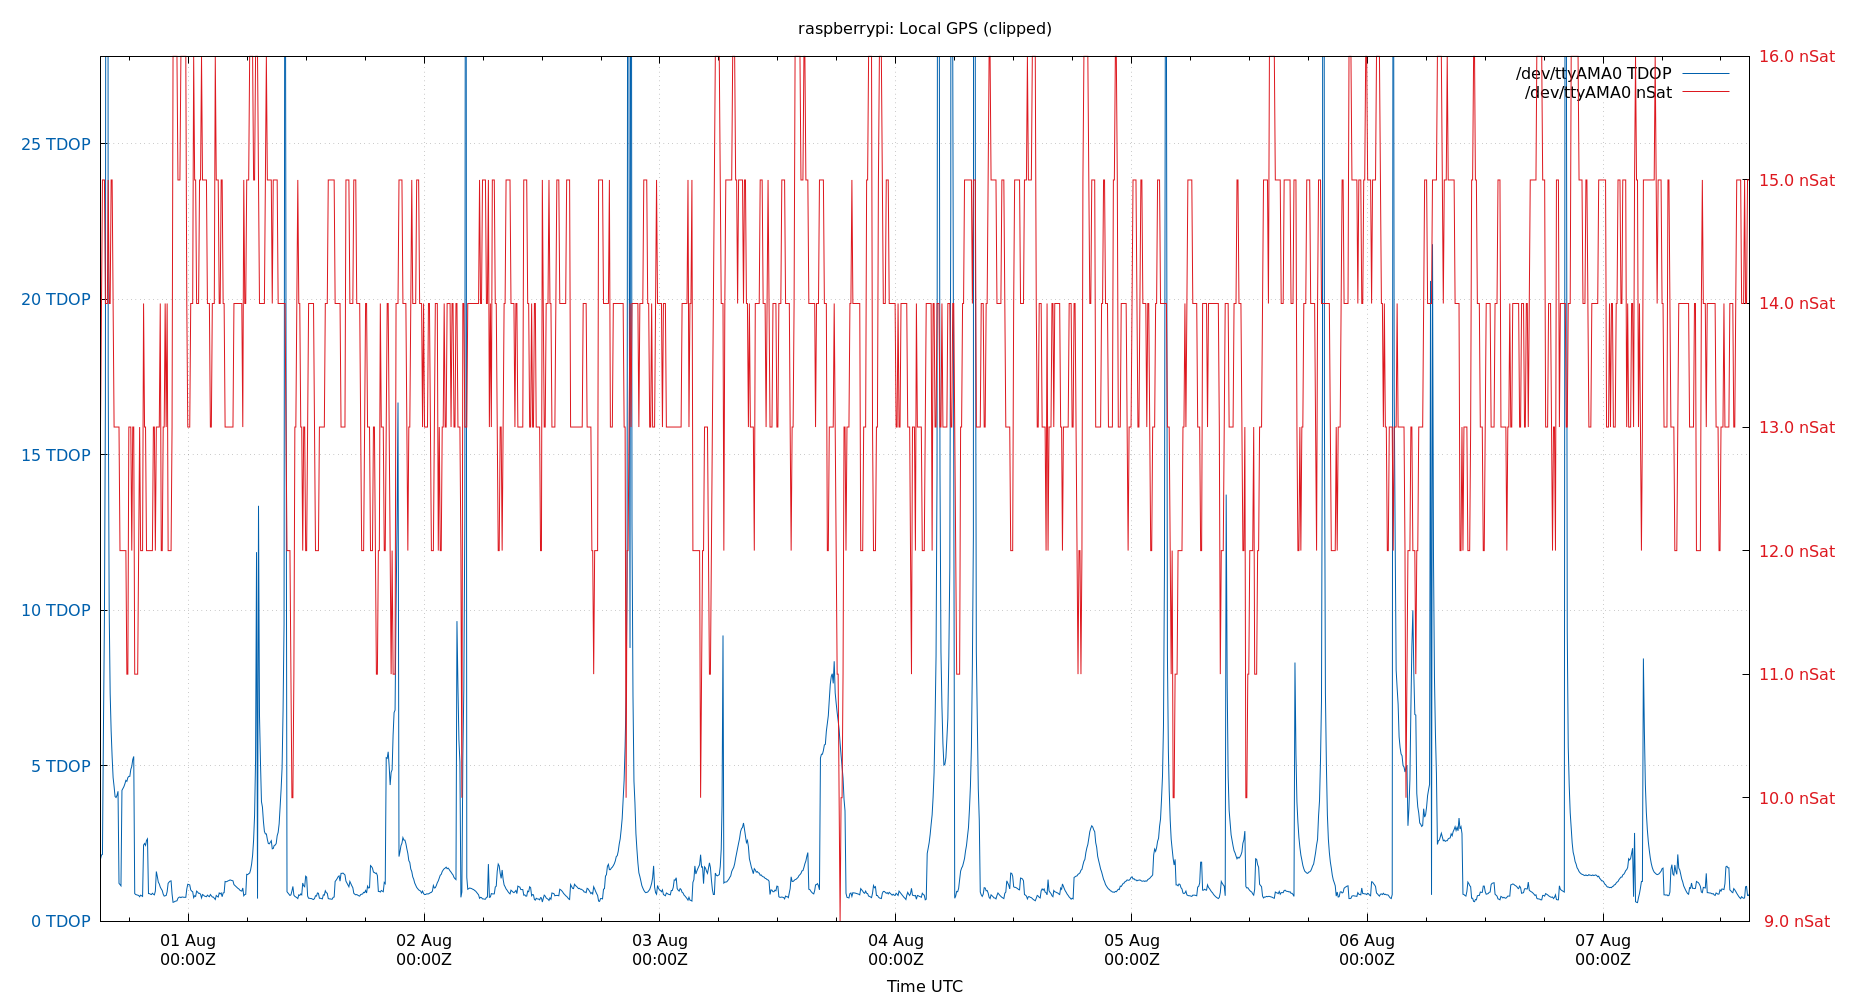 raspberrypi: Local GPS (clipped)
/dev/ttyAMA0 TDOP
/dev/ttyAMA0 nSat
25 TDOP
20 TDOP
15 TDOP
10 TDOP
5 TDOP
0 TDOP
16.0 nSat
15.0 nSat
14.0 nSat
13.0 nSat
12.0 nSat
11.0 nSat
10.0 nSat
9.0 nSat
01 Aug
00:00Z
02 Aug
00:00Z
03 Aug
00:00Z
04 Aug
00:00Z
05 Aug
00:00Z
06 Aug
00:00Z
07 Aug
00:00Z
Time UTC